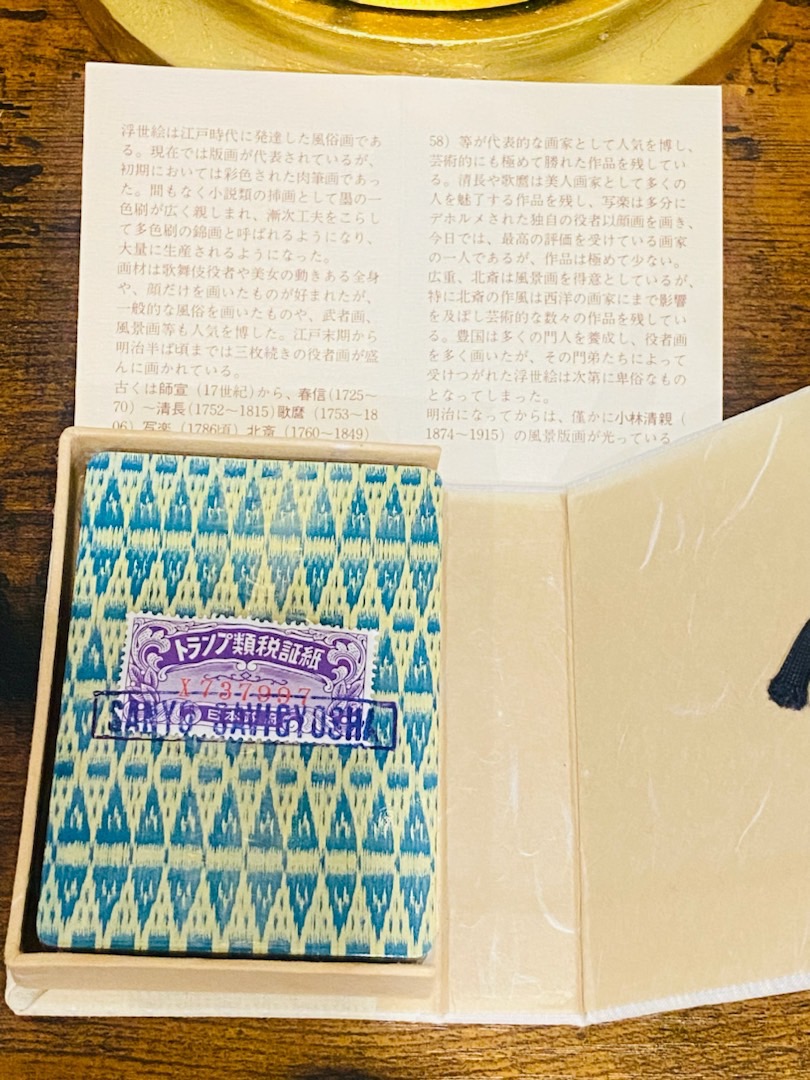 浮世絵は江戸時代に発達した風俗画であ
る。現在では版画が代表されているが、
初期においては彩色された肉筆画であっ
た。間もなく小説類の挿画として墨の一
色刷が広く親しまれ、漸次工夫をこらし
て多色刷の錦画と呼ばれるようになり、
大量に生産されるようになった。
画材は歌舞伎役者や美女の動きある全身
や、顔だけを画いたものが好まれたが、
一般的な風俗を画いたものや、武者画、
風景画等も人気を博した。江戸末期から
明治半ば頃までは三枚続きの役者画が盛
んに画かれている。
古くは師宣(17世紀)から、春信(1725〜
70)〜清長(1752〜1815)歌麿(1753〜18
06)写楽(1786頃)北斎(1760〜1849)
58)等が代表的な画家として人気を博し、
芸術的にも極めて勝れた作品を残してい
る。清長や歌麿は美人画家として多くの
人を魅了する作品を残し、写楽は多分に
デホルメされた独自の役者以顔画を画き、
今日では、最高の評価を受けている画家
の一人であるが、作品は極めて少ない。
広重、北斎は風景画を得意としているが、
特に北斎の作風は西洋の画家にまで影響
を及ぼし芸術的な数々の作品を残してい
る。豊国は多くの門人を養成し、役者画
を多く画いたが、その門弟たちによって
受けつがれた浮世絵は次第に卑俗なもの
となってしまった。
明治になってからは、僅かに小林清親(
1874〜1915)の風景版画が光っている
トランプ類税証紙
X737997
SANYO SANGYOSHA